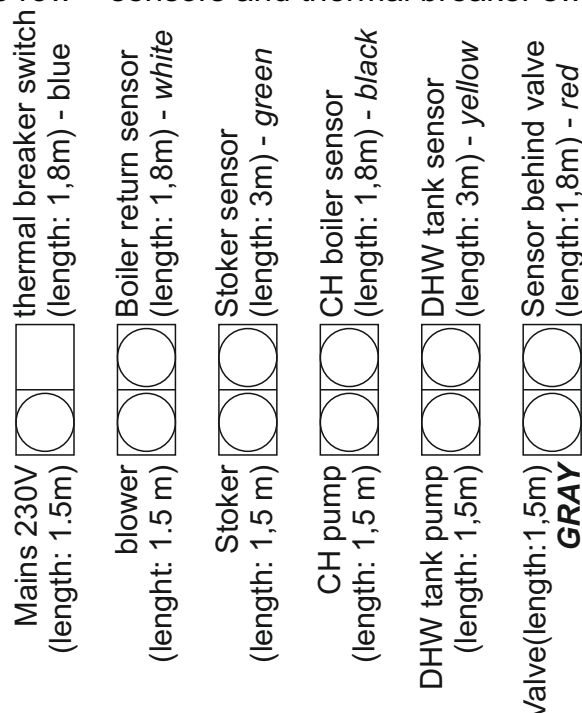 row – sensors and thermal breaker
thermal breaker switch
(length: 1,8m) - blue
Mains 230V
(length: 1.5m)
Boiler return sensor
(length: 1,8m) - white
blower
(lenght: 1.5 m)
Stoker sensor
(length: 3m) - green
Stoker
(length: 1,5 m)
CH boiler sensor
(length: 1,8m) - black
CH pump
(length: 1,5 m)
DHW tank sensor
(length: 3m) - yellow
DHW tank pump
(length: 1,5m)
Sensor behind valve
(length:1,8m) - red
Valve(length:1,5m)
GRAY